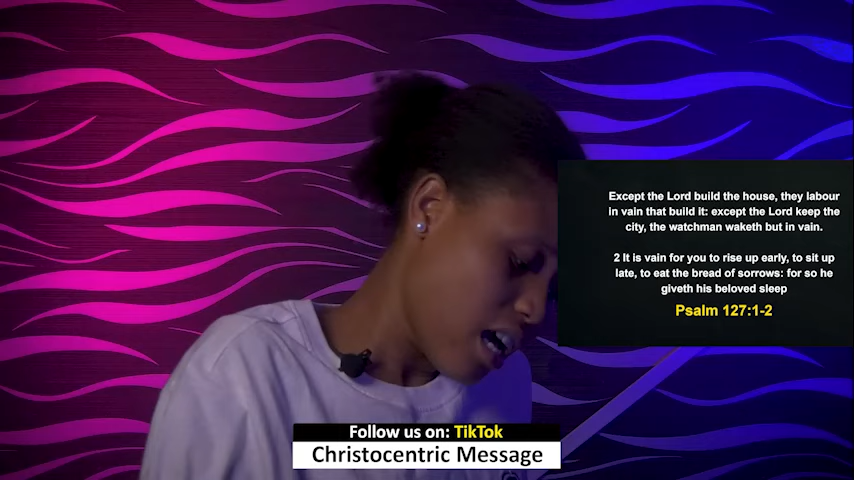 Except the Lord build the house, they labour
in vain that build it: except the Lord keep the
city, the watchman waketh but in vain.
2 It is vain for you to rise up early, to sit up
late, to eat the bread of sorrows: for so he
giveth his beloved sleep
Psalm 127:1-2
Follow us on: TikTok
Christocentric Message